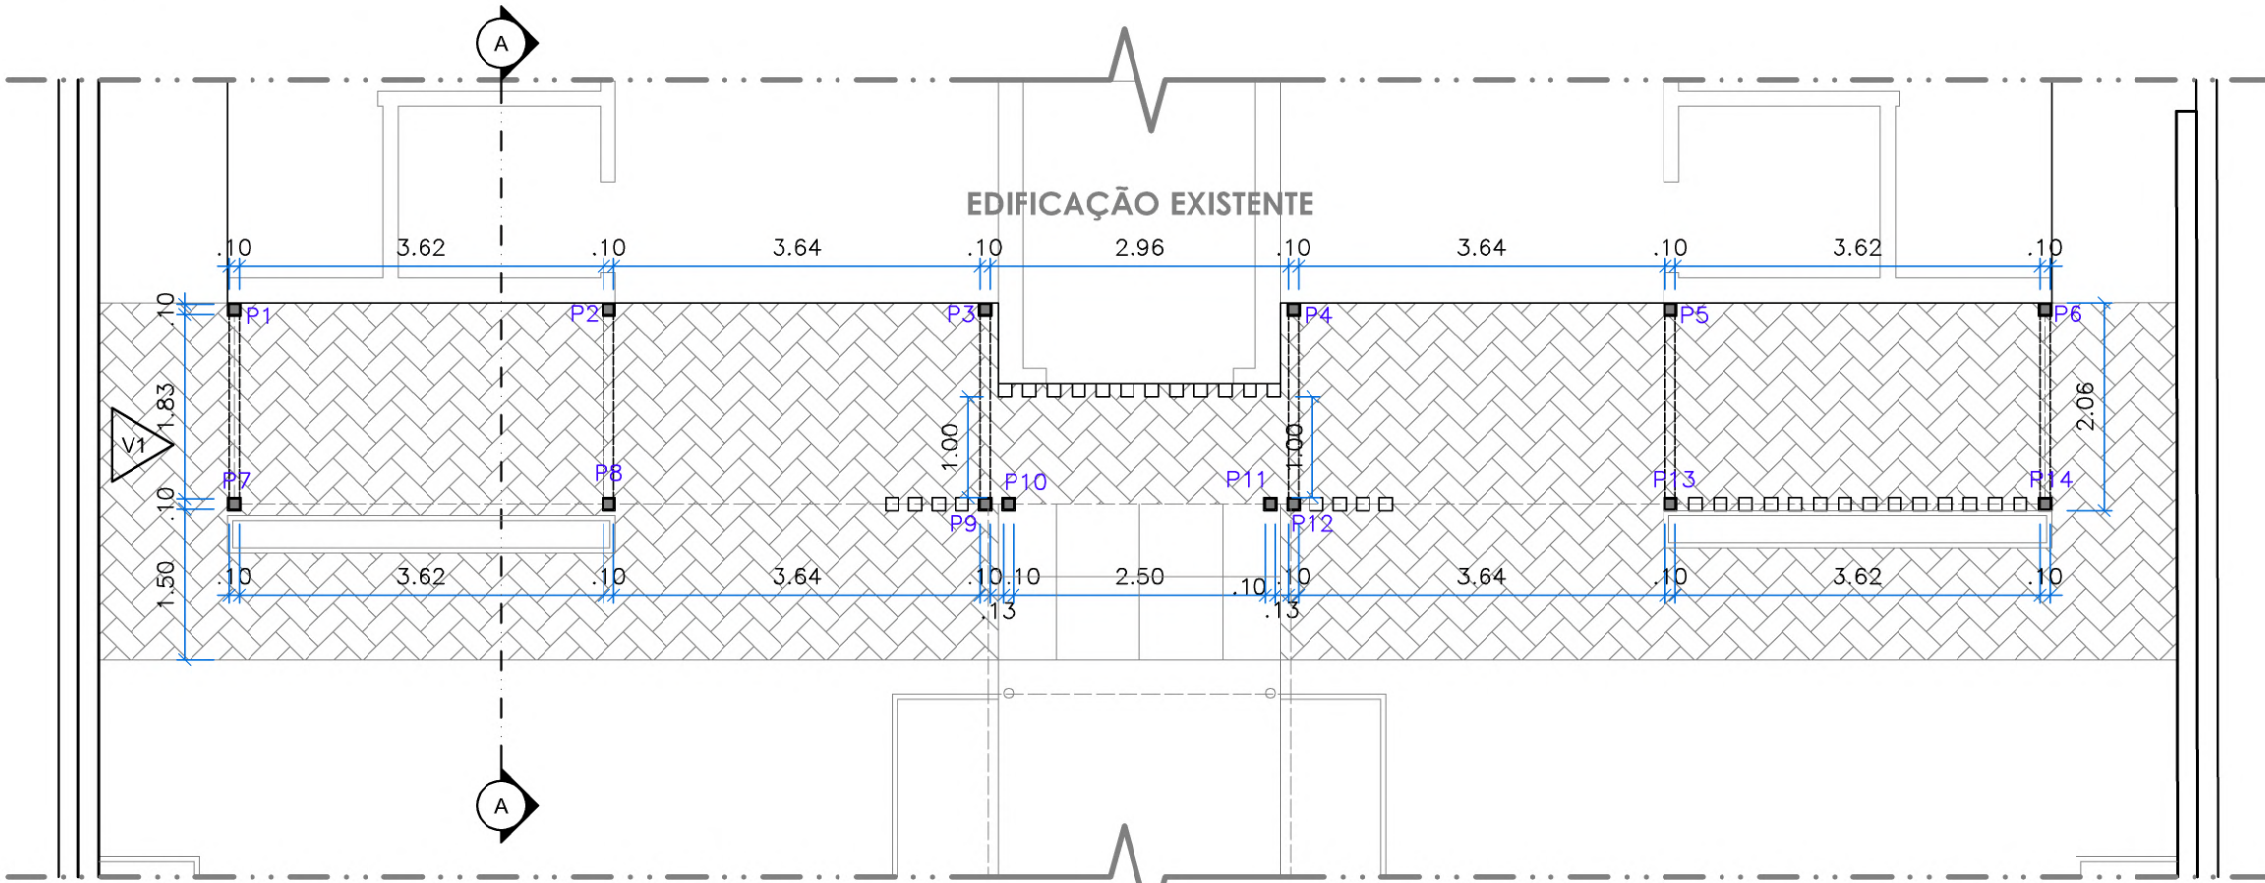 A
EDIFICAÇÃO EXISTENTE
.10 3.62 .10 3.64 .10 2.96 .10 3.64 .10 3.62 .10
P1 P2 P3 P4 P5 P6
.10
1.83
2.06
1.00 1.00
V1
P7 P8 P10 P11 P13 P14
.10
P9 P12
.10 3.62 .10 3.64 .10 .10 2.50 .10 .10 3.64 .10 3.62 .10
1.50
.13 .13
A